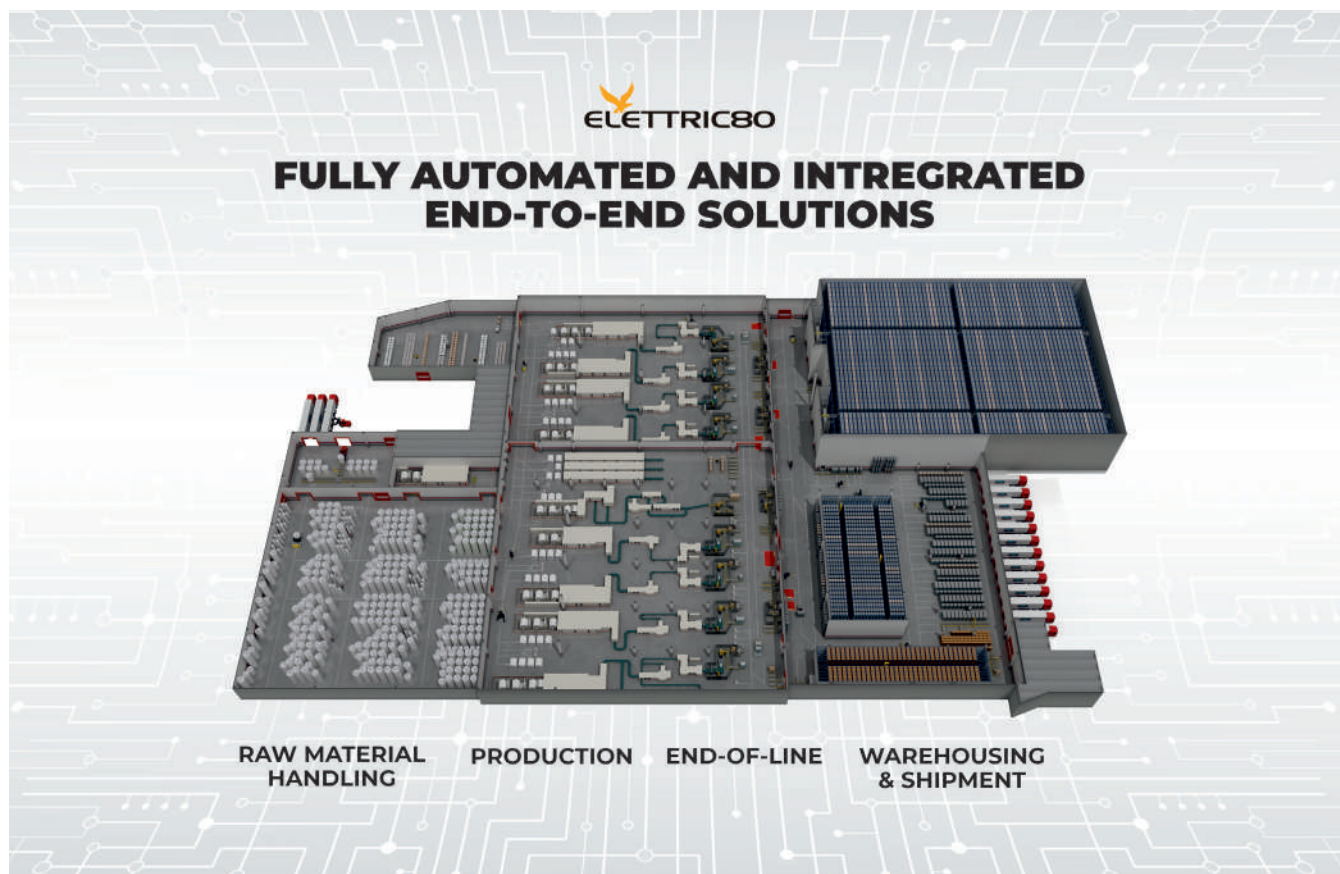 ELETTRIC80
FULLY AUTOMATED AND INTREGRATED
END-TO-END SOLUTIONS
RAW MATERIAL
HANDLING
PRODUCTION
END-OF-LINE
WAREHOUSING
& SHIPMENT